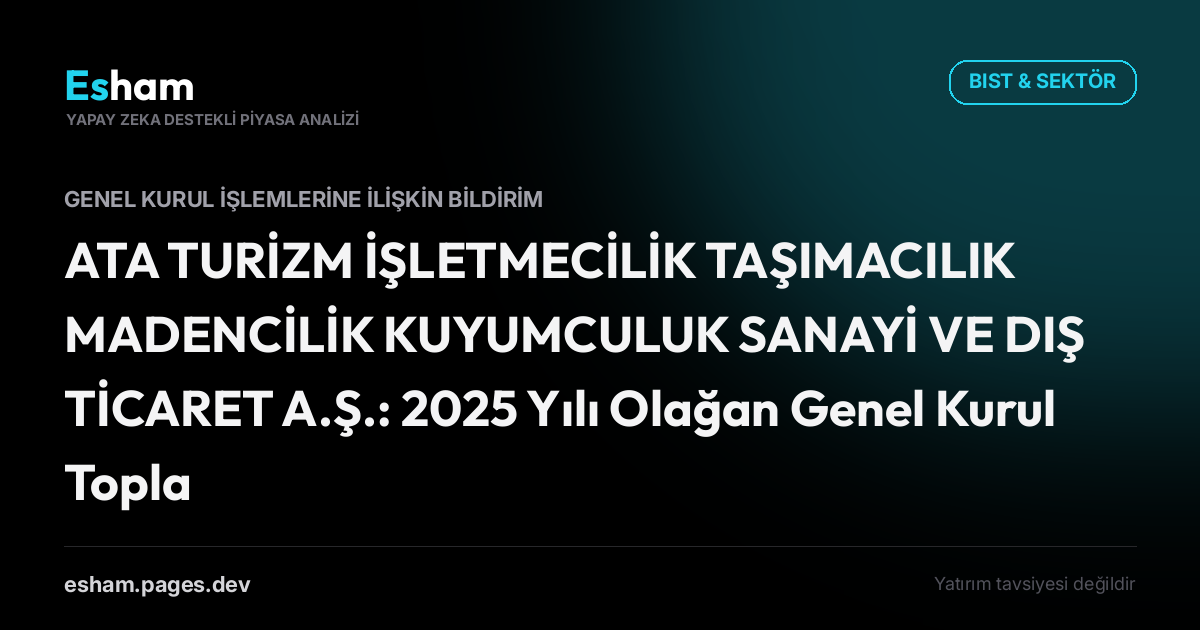 Esham
BIST & SEKTÖR
YAPAY ZEKA DESTEKLİ PİYASA ANALİZİ
GENEL KURUL İŞLEMLERİNE İLİŞKİN BİLDİRİM
ATA TURİZM İŞLETMECİLİK TAŞIMACILIK
MADENCİLİK KUYUMCULUK SANAYİ VE DIŞ
TİCARET A.Ş.: 2025 Yılı Olağan Genel Kurul
Topla
esham.pages.dev
Yatırım tavsiyesi değildir